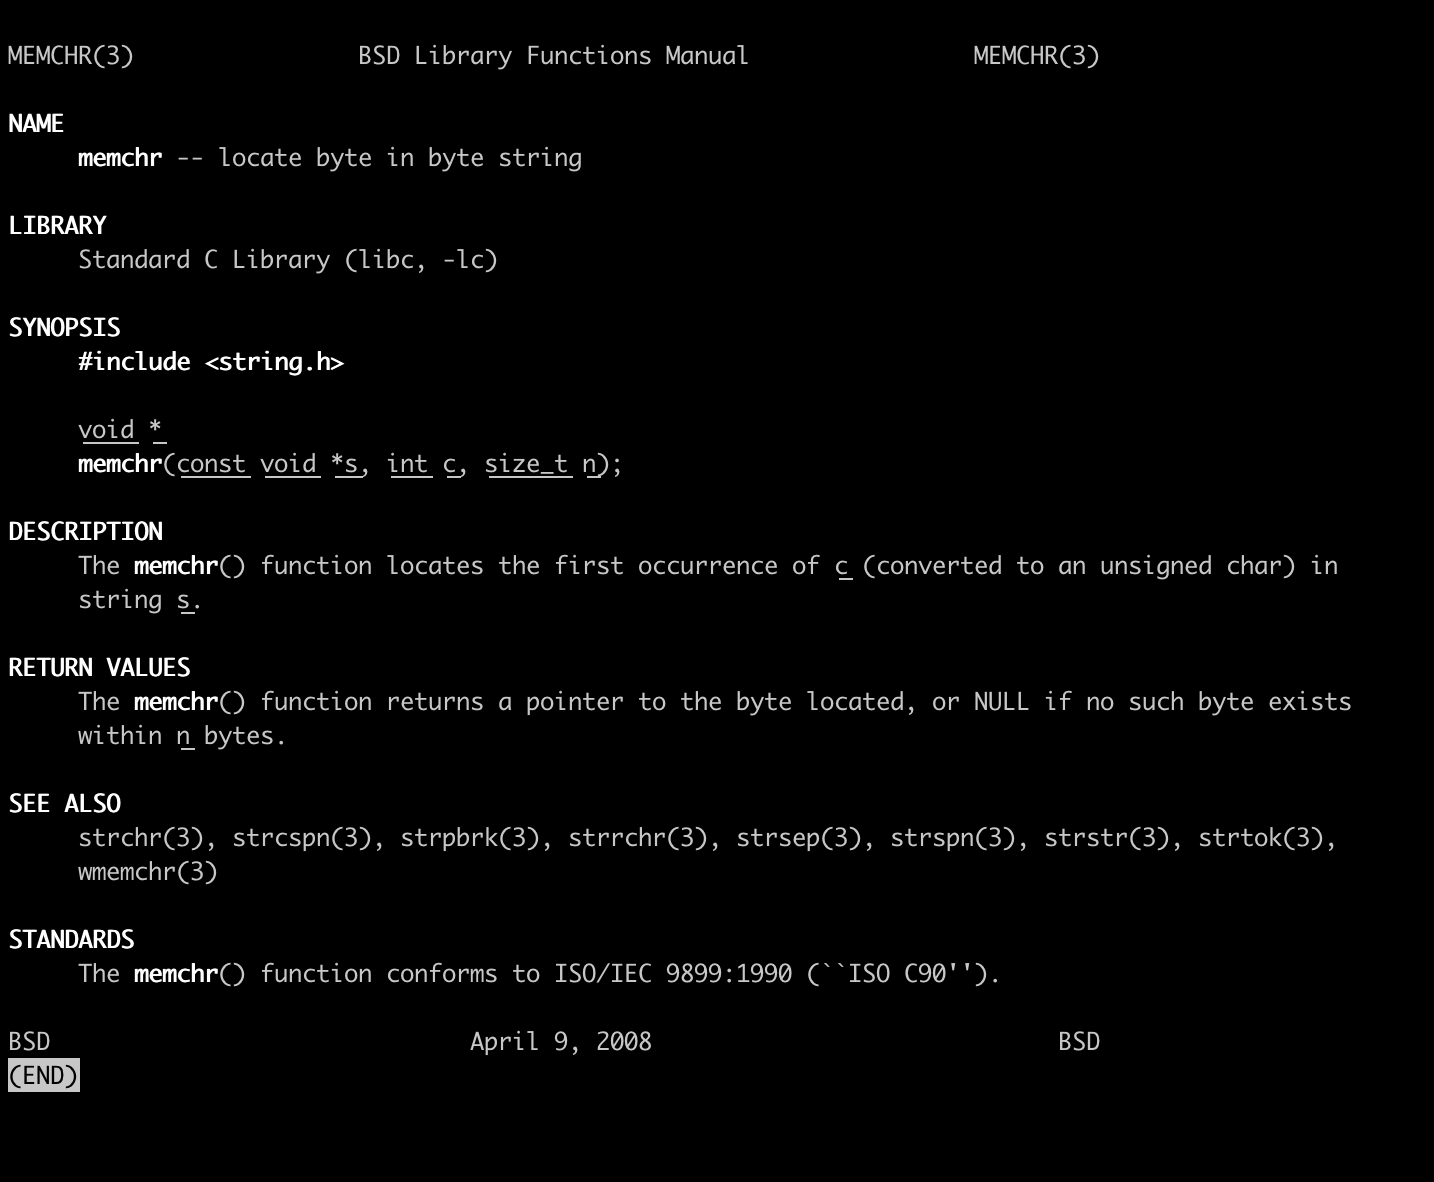 MEMCHR(3)                BSD Library Functions Manual                MEMCHR(3)
NAME
memchr -- locate byte in byte string
LIBRARY
Standard C Library (libc, -lc)
SYNOPSIS
#include <string.h>
void *
memchr(const void *s, int c, size_t n);
DESCRIPTION
The memchr() function locates the first occurrence of c (converted to an unsigned char) in
string s.
RETURN VALUES
The memchr() function returns a pointer to the byte located, or NULL if no such byte exists
within n bytes.
SEE ALSO
strchr(3), strcspn(3), strpbrk(3), strrchr(3), strsep(3), strspn(3), strstr(3), strtok(3),
wmemchr(3)
STANDARDS
The memchr() function conforms to ISO/IEC 9899:1990 (``ISO C90'').
BSD                              April 9, 2008                             BSD
(END)